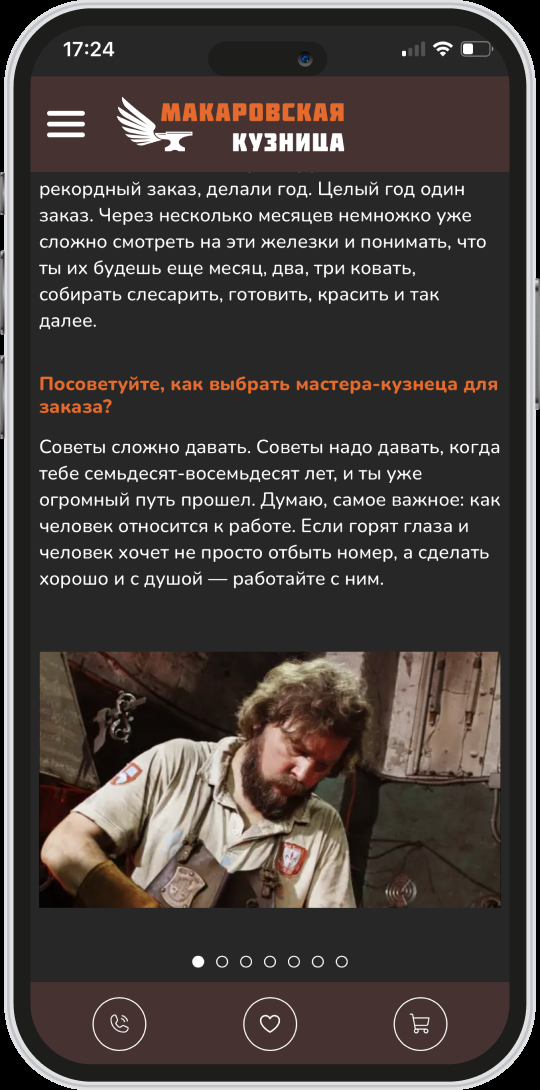 17:24
МАКАРОВСКАЯ
КУЗНИЦА
рекордный заказ, делали год. Целый год один
заказ. Через несколько месяцев немножко уже
сложно смотреть на эти железки и понимать, что
ты их будешь еще месяц, два, три ковать,
собирать слесарить, готовить, красить и так
далее.
Посоветуйте, как выбрать мастера-кузнеца для
заказа?
Советы сложно давать. Советы надо давать, когда
тебе семьдесят-восемьдесят лет, и ты уже
огромный путь прошел. Думаю, самое важное: как
человек относится к работе. Если горят глаза и
человек хочет не просто отбыть номер, а сделать
хорошо и с душой — работайте с ним.